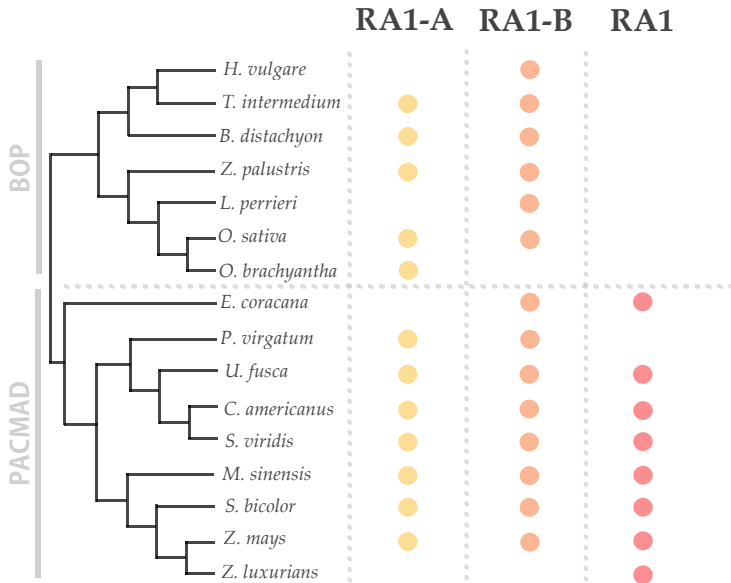 RA1-A RA1-B RA1
BOP
H. vulgare
T. intermedium
B. distachyon
Z. palustris
L. perrieri
O. sativa
O. brachyantha
PACMAD
E. coracana
P. virgatum
U. fusca
C. americanus
S. viridis
M. sinensis
S. bicolor
Z. mays
Z. luxurians